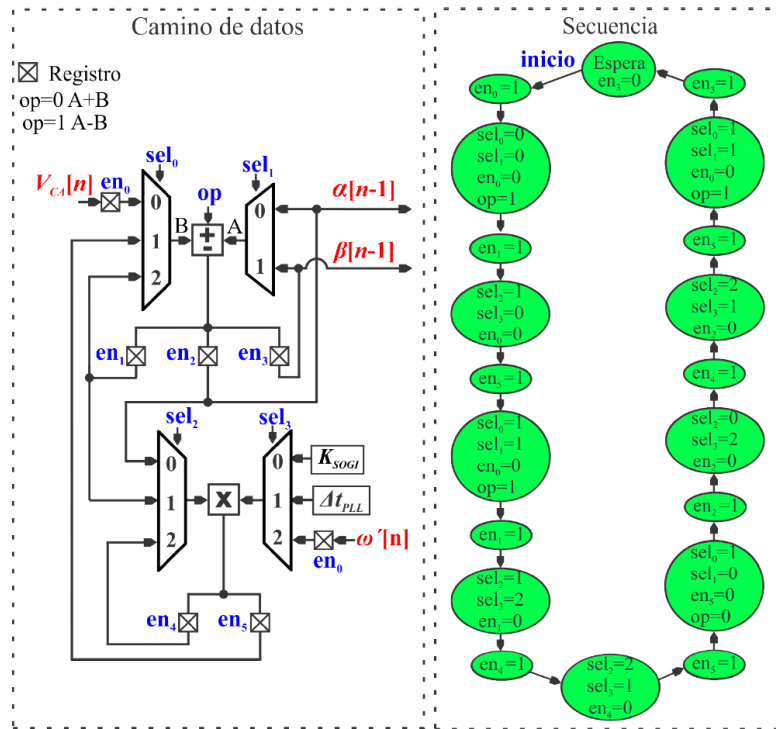 Camino de datos
Registro
op=0 A+B
op=1 A-B
sel₀
sel₁
V_CA[n]
en₀
op
α[n-1]
β[n-1]
0
1
2
B
A
+
-
0
1
en₁
en₂
en₃
sel₂
sel₃
0
1
2
X
0
1
2
K_SOGI
Δt_PLL
ω´[n]
en₀
en₄
en₅
Secuencia
inicio
Espera
en₃=0
en₀=1
sel₀=0
sel₁=0
en₀=0
op=1
en₁=1
sel₂=1
sel₃=0
en₀=0
en₅=1
sel₀=1
sel₁=1
en₀=0
op=1
en₁=1
sel₂=1
sel₃=2
en₁=0
en₄=1
sel₂=2
sel₃=1
en₄=0
en₅=1
sel₀=1
sel₁=0
en₅=0
op=0
en₂=1
sel₂=0
sel₃=2
en₂=0
en₄=1
sel₂=2
sel₃=1
en₂=0
en₅=1
sel₀=1
sel₁=1
en₀=0
op=1
en₃=1